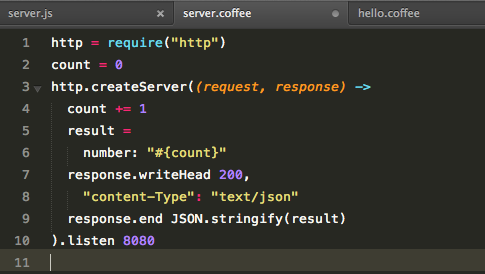 server.js × server.coffee hello.coffee
1 http = require("http")
2 count = 0
3 http.createServer((request, response) ->
4 count += 1
5 result =
6 number: "#{count}"
7 response.writeHead 200,
8 "content-Type": "text/json"
9 response.end JSON.stringify(result)
10 ).listen 8080
11